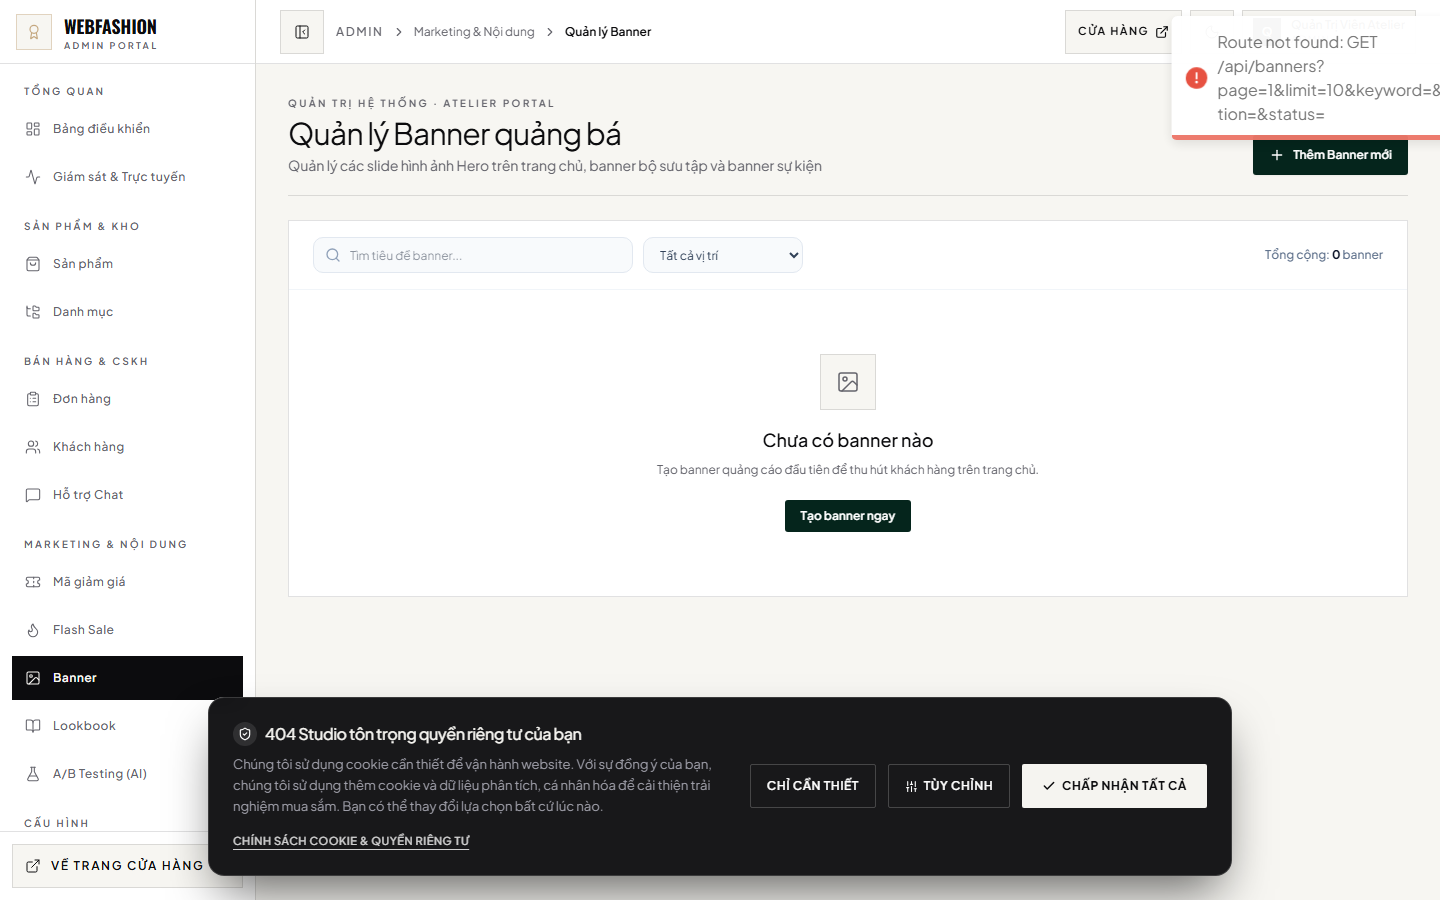 WEBFASHION
ADMIN PORTAL
TỔNG QUAN
Bảng điều khiển
Giám sát & Trực tuyến
SẢN PHẨM & KHO
Sản phẩm
Danh mục
BÁN HÀNG & CSKH
Đơn hàng
Khách hàng
Hỗ trợ Chat
MARKETING & NỘI DUNG
Mã giảm giá
Flash Sale
Banner
Lookbook
A/B Testing (AI)
CẤU HÌNH
VỀ TRANG CỬA HÀNG
ADMIN > Marketing & Nội dung > Quản lý Banner
CỬA HÀNG
Quản Trị Viên Atelier
Route not found: GET
/api/banners?
page=1&limit=10&keyword=&
tion=&status=
QUẢN TRỊ HỆ THỐNG · ATELIER PORTAL
Quản lý Banner quảng bá
Quản lý các slide hình ảnh Hero trên trang chủ, banner bộ sưu tập và banner sự kiện
Thêm Banner mới
Tìm tiêu đề banner...
Tất cả vị trí
Tổng cộng: 0 banner
Chưa có banner nào
Tạo banner quảng cáo đầu tiên để thu hút khách hàng trên trang chủ.
Tạo banner ngay
404 Studio tôn trọng quyền riêng tư của bạn
Chúng tôi sử dụng cookie cần thiết để vận hành website. Với sự đồng ý của bạn,
chúng tôi sử dụng thêm cookie và dữ liệu phân tích, cá nhân hóa để cải thiện trải
nghiệm mua sắm. Bạn có thể thay đổi lựa chọn bất cứ lúc nào.
CHÍNH SÁCH COOKIE & QUYỀN RIÊNG TƯ
CHỈ CẦN THIẾT
TÙY CHỈNH
CHẤP NHẬN TẤT CẢ